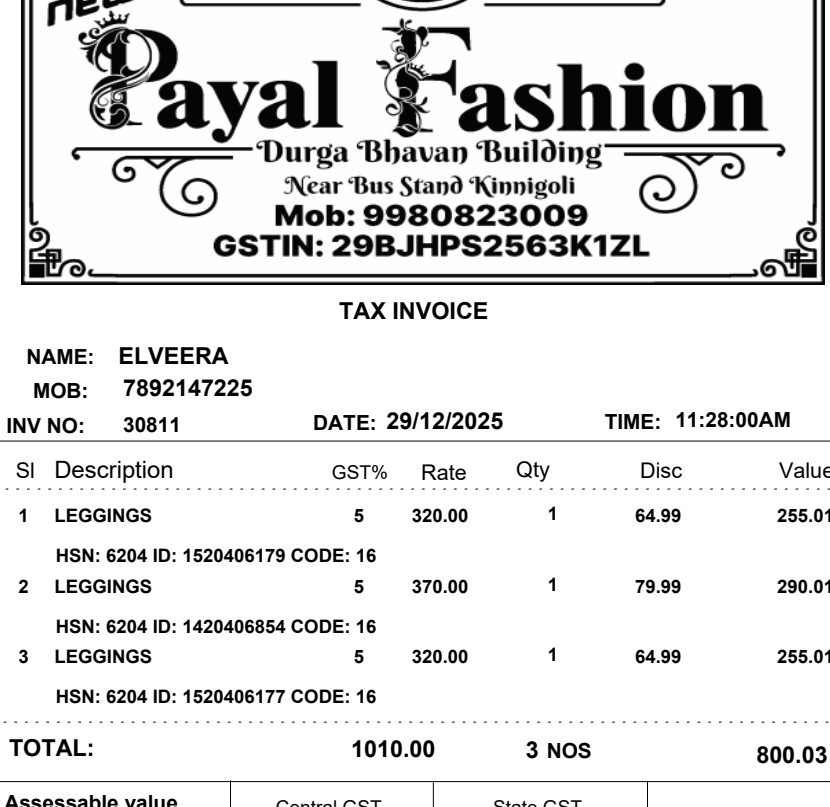 new
Payal Fashion
Durga Bhavan Building
Near Bus Stand Kinnigoli
Mob: 9980823009
GSTIN: 29BJHPS2563K1ZL
TAX INVOICE
NAME: ELVEERA
MOB: 7892147225
INV NO: 30811 DATE: 29/12/2025 TIME: 11:28:00AM
Sl Description GST% Rate Qty Disc Value
1 LEGGINGS 5 320.00 1 64.99 255.01
HSN: 6204 ID: 1520406179 CODE: 16
2 LEGGINGS 5 370.00 1 79.99 290.01
HSN: 6204 ID: 1420406854 CODE: 16
3 LEGGINGS 5 320.00 1 64.99 255.01
HSN: 6204 ID: 1520406177 CODE: 16
TOTAL: 1010.00 3 NOS 800.03
Assessable value Central GST State GST